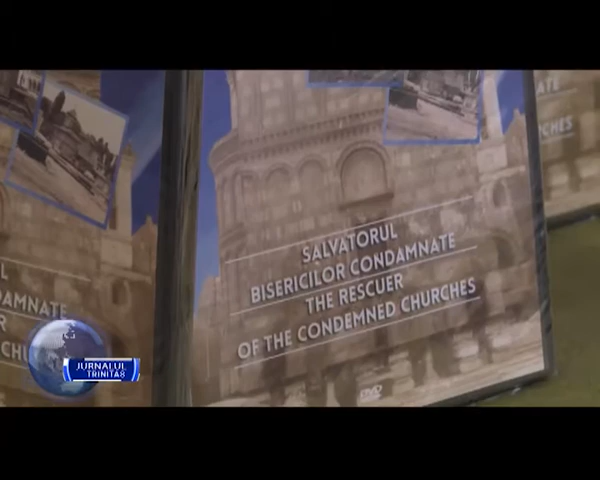 SALVATORUL
BISERICILOR CONDAMNATE
THE RESCUER
OF THE CONDEMNED CHURCHES
DVD
JURNALUL
TRINITAS